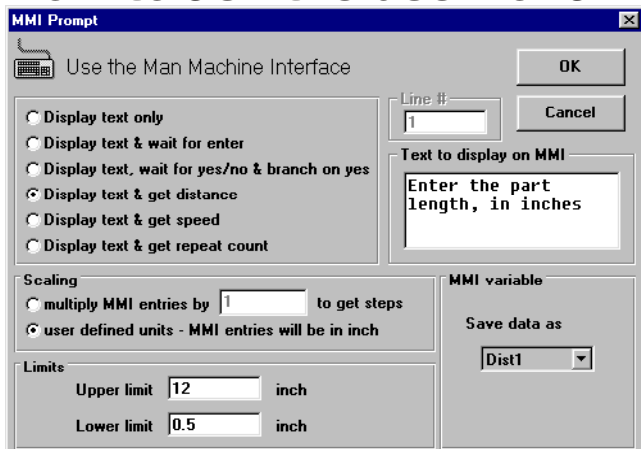 MMI Prompt
Use the Man Machine Interface
OK
Cancel
Display text only
Display text & wait for enter
Display text, wait for yes/no & branch on yes
Display text & get distance
Display text & get speed
Display text & get repeat count
Line #
1
Text to display on MMI
Enter the part
length, in inches
Scaling
multiply MMI entries by 1 to get steps
user defined units - MMI entries will be in inch
MMI variable
Save data as
Dist1
Limits
Upper limit 12 inch
Lower limit 0.5 inch